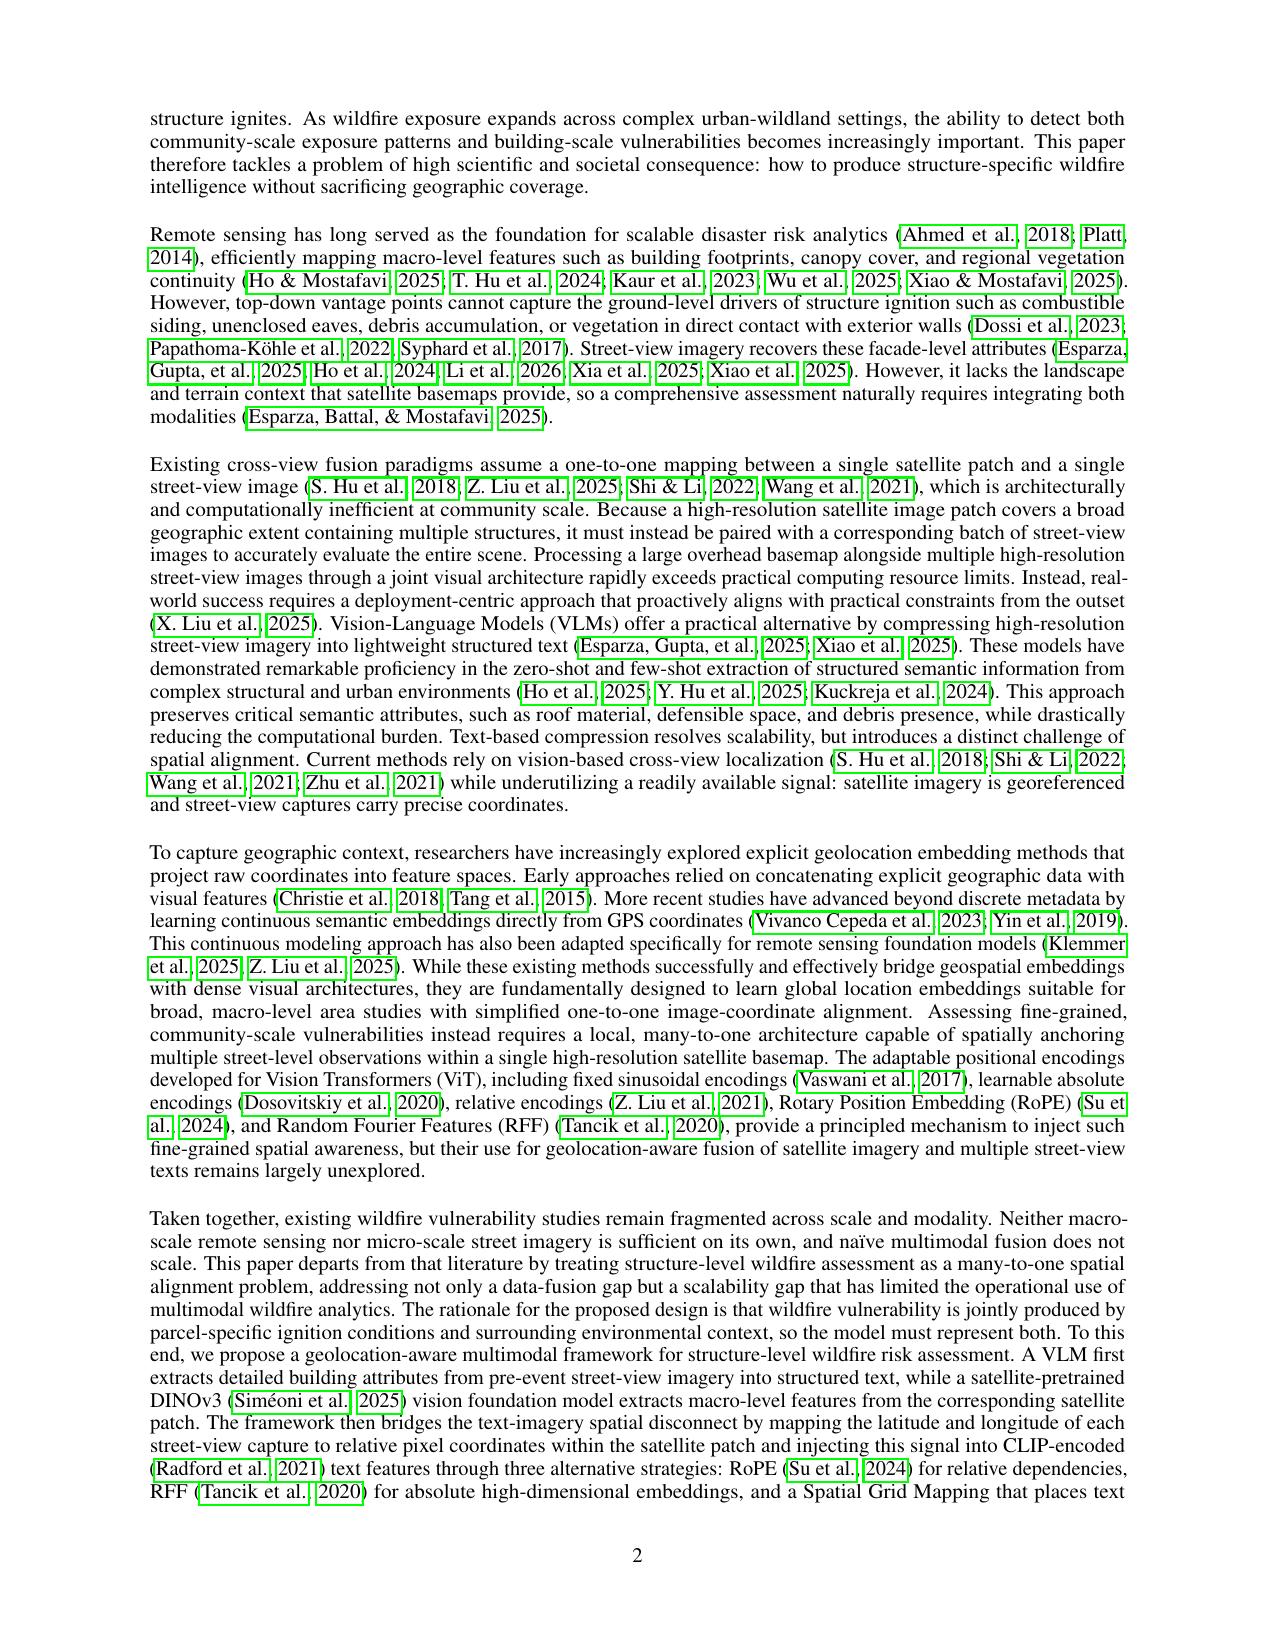 structure ignites. As wildfire exposure expands across complex urban-wildland settings, the ability to detect both
community-scale exposure patterns and building-scale vulnerabilities becomes increasingly important. This paper
therefore tackles a problem of high scientific and societal consequence: how to produce structure-specific wildfire
intelligence without sacrificing geographic coverage.
Remote sensing has long served as the foundation for scalable disaster risk analytics (Ahmed et al., 2018; Platt,
2014), efficiently mapping macro-level features such as building footprints, canopy cover, and regional vegetation
continuity (Ho & Mostafavi, 2025; T. Hu et al., 2024; Kaur et al., 2023; Wu et al., 2025; Xiao & Mostafavi, 2025).
However, top-down vantage points cannot capture the ground-level drivers of structure ignition such as combustible
siding, unenclosed eaves, debris accumulation, or vegetation in direct contact with exterior walls (Dossi et al., 2023;
Papathoma-Köhle et al., 2022; Syphard et al., 2017). Street-view imagery recovers these facade-level attributes (Esparza,
Gupta, et al., 2025; Ho et al., 2024; Li et al., 2026; Xia et al., 2025; Xiao et al., 2025). However, it lacks the landscape
and terrain context that satellite basemaps provide, so a comprehensive assessment naturally requires integrating both
modalities (Esparza, Battal, & Mostafavi, 2025).
Existing cross-view fusion paradigms assume a one-to-one mapping between a single satellite patch and a single
street-view image (S. Hu et al., 2018; Z. Liu et al., 2025; Shi & Li, 2022; Wang et al., 2021), which is architecturally
and computationally inefficient at community scale. Because a high-resolution satellite image patch covers a broad
geographic extent containing multiple structures, it must instead be paired with a corresponding batch of street-view
images to accurately evaluate the entire scene. Processing a large overhead basemap alongside multiple high-resolution
street-view images through a joint visual architecture rapidly exceeds practical computing resource limits. Instead, real-
world success requires a deployment-centric approach that proactively aligns with practical constraints from the outset
(X. Liu et al., 2025). Vision-Language Models (VLMs) offer a practical alternative by compressing high-resolution
street-view imagery into lightweight structured text (Esparza, Gupta, et al., 2025; Xiao et al., 2025). These models have
demonstrated remarkable proficiency in the zero-shot and few-shot extraction of structured semantic information from
complex structural and urban environments (Ho et al., 2025; Y. Hu et al., 2025; Kuckreja et al., 2024). This approach
preserves critical semantic attributes, such as roof material, defensible space, and debris presence, while drastically
reducing the computational burden. Text-based compression resolves scalability, but introduces a distinct challenge of
spatial alignment. Current methods rely on vision-based cross-view localization (S. Hu et al., 2018; Shi & Li, 2022;
Wang et al., 2021; Zhu et al., 2021) while underutilizing a readily available signal: satellite imagery is georeferenced
and street-view captures carry precise coordinates.
To capture geographic context, researchers have increasingly explored explicit geolocation embedding methods that
project raw coordinates into feature spaces. Early approaches relied on concatenating explicit geographic data with
visual features (Christie et al., 2018; Tang et al., 2015). More recent studies have advanced beyond discrete metadata by
learning continuous semantic embeddings directly from GPS coordinates (Vivanco Cepeda et al., 2023; Yin et al., 2019).
This continuous modeling approach has also been adapted specifically for remote sensing foundation models (Klemmer
et al., 2025; Z. Liu et al., 2025). While these existing methods successfully and effectively bridge geospatial embeddings
with dense visual architectures, they are fundamentally designed to learn global location embeddings suitable for
broad, macro-level area studies with simplified one-to-one image-coordinate alignment. Assessing fine-grained,
community-scale vulnerabilities instead requires a local, many-to-one architecture capable of spatially anchoring
multiple street-level observations within a single high-resolution satellite basemap. The adaptable positional encodings
developed for Vision Transformers (ViT), including fixed sinusoidal encodings (Vaswani et al., 2017), learnable absolute
encodings (Dosovitskiy et al., 2020), relative encodings (Z. Liu et al., 2021), Rotary Position Embedding (RoPE) (Su et
al., 2024), and Random Fourier Features (RFF) (Tancik et al., 2020), provide a principled mechanism to inject such
fine-grained spatial awareness, but their use for geolocation-aware fusion of satellite imagery and multiple street-view
texts remains largely unexplored.
Taken together, existing wildfire vulnerability studies remain fragmented across scale and modality. Neither macro-
scale remote sensing nor micro-scale street imagery is sufficient on its own, and naïve multimodal fusion does not
scale. This paper departs from that literature by treating structure-level wildfire assessment as a many-to-one spatial
alignment problem, addressing not only a data-fusion gap but a scalability gap that has limited the operational use of
multimodal wildfire analytics. The rationale for the proposed design is that wildfire vulnerability is jointly produced by
parcel-specific ignition conditions and surrounding environmental context, so the model must represent both. To this
end, we propose a geolocation-aware multimodal framework for structure-level wildfire risk assessment. A VLM first
extracts detailed building attributes from pre-event street-view imagery into structured text, while a satellite-pretrained
DINOv3 (Siméoni et al., 2025) vision foundation model extracts macro-level features from the corresponding satellite
patch. The framework then bridges the text-imagery spatial disconnect by mapping the latitude and longitude of each
street-view capture to relative pixel coordinates within the satellite patch and injecting this signal into CLIP-encoded
(Radford et al., 2021) text features through three alternative strategies: RoPE (Su et al., 2024) for relative dependencies,
RFF (Tancik et al., 2020) for absolute high-dimensional embeddings, and a Spatial Grid Mapping that places text
2